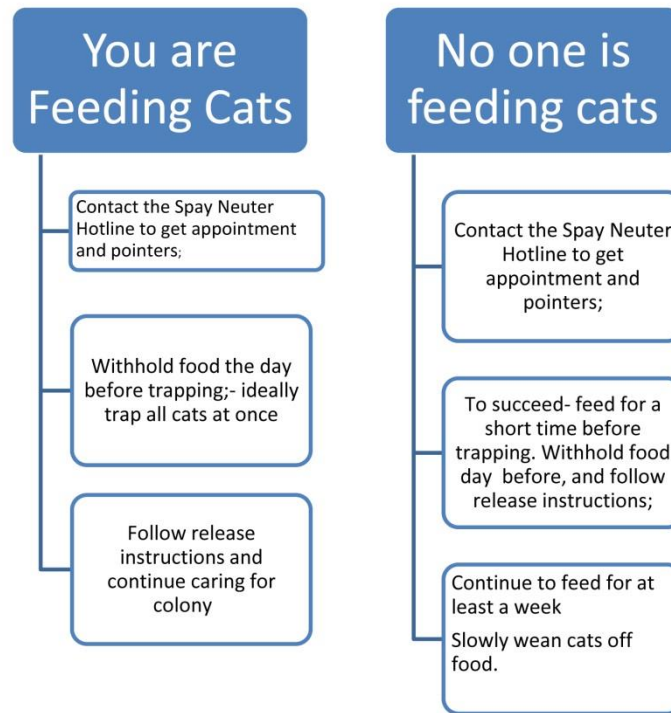 You are
Feeding Cats
Contact the Spay Neuter
Hotline to get appointment
and pointers;
Withhold food the day
before trapping;- ideally
trap all cats at once
Follow release
instructions and
continue caring for
colony
No one is
feeding cats
Contact the Spay Neuter
Hotline to get
appointment and
pointers;
To succeed- feed for a
short time before
trapping. Withhold food
day  before, and follow
release instructions;
Continue to feed for at
least a week
Slowly wean cats off
food.